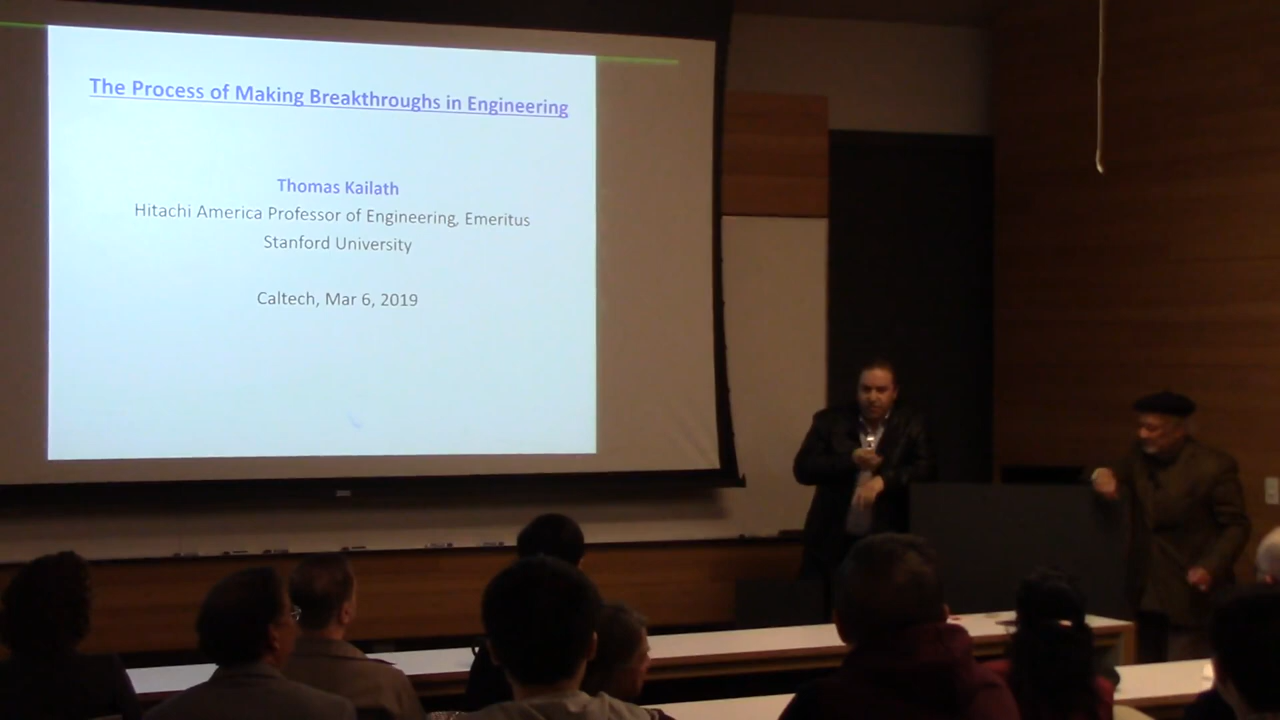 The Process of Making Breakthroughs in Engineering
Thomas Kailath
Hitachi America Professor of Engineering, Emeritus
Stanford University
Caltech, Mar 6, 2019